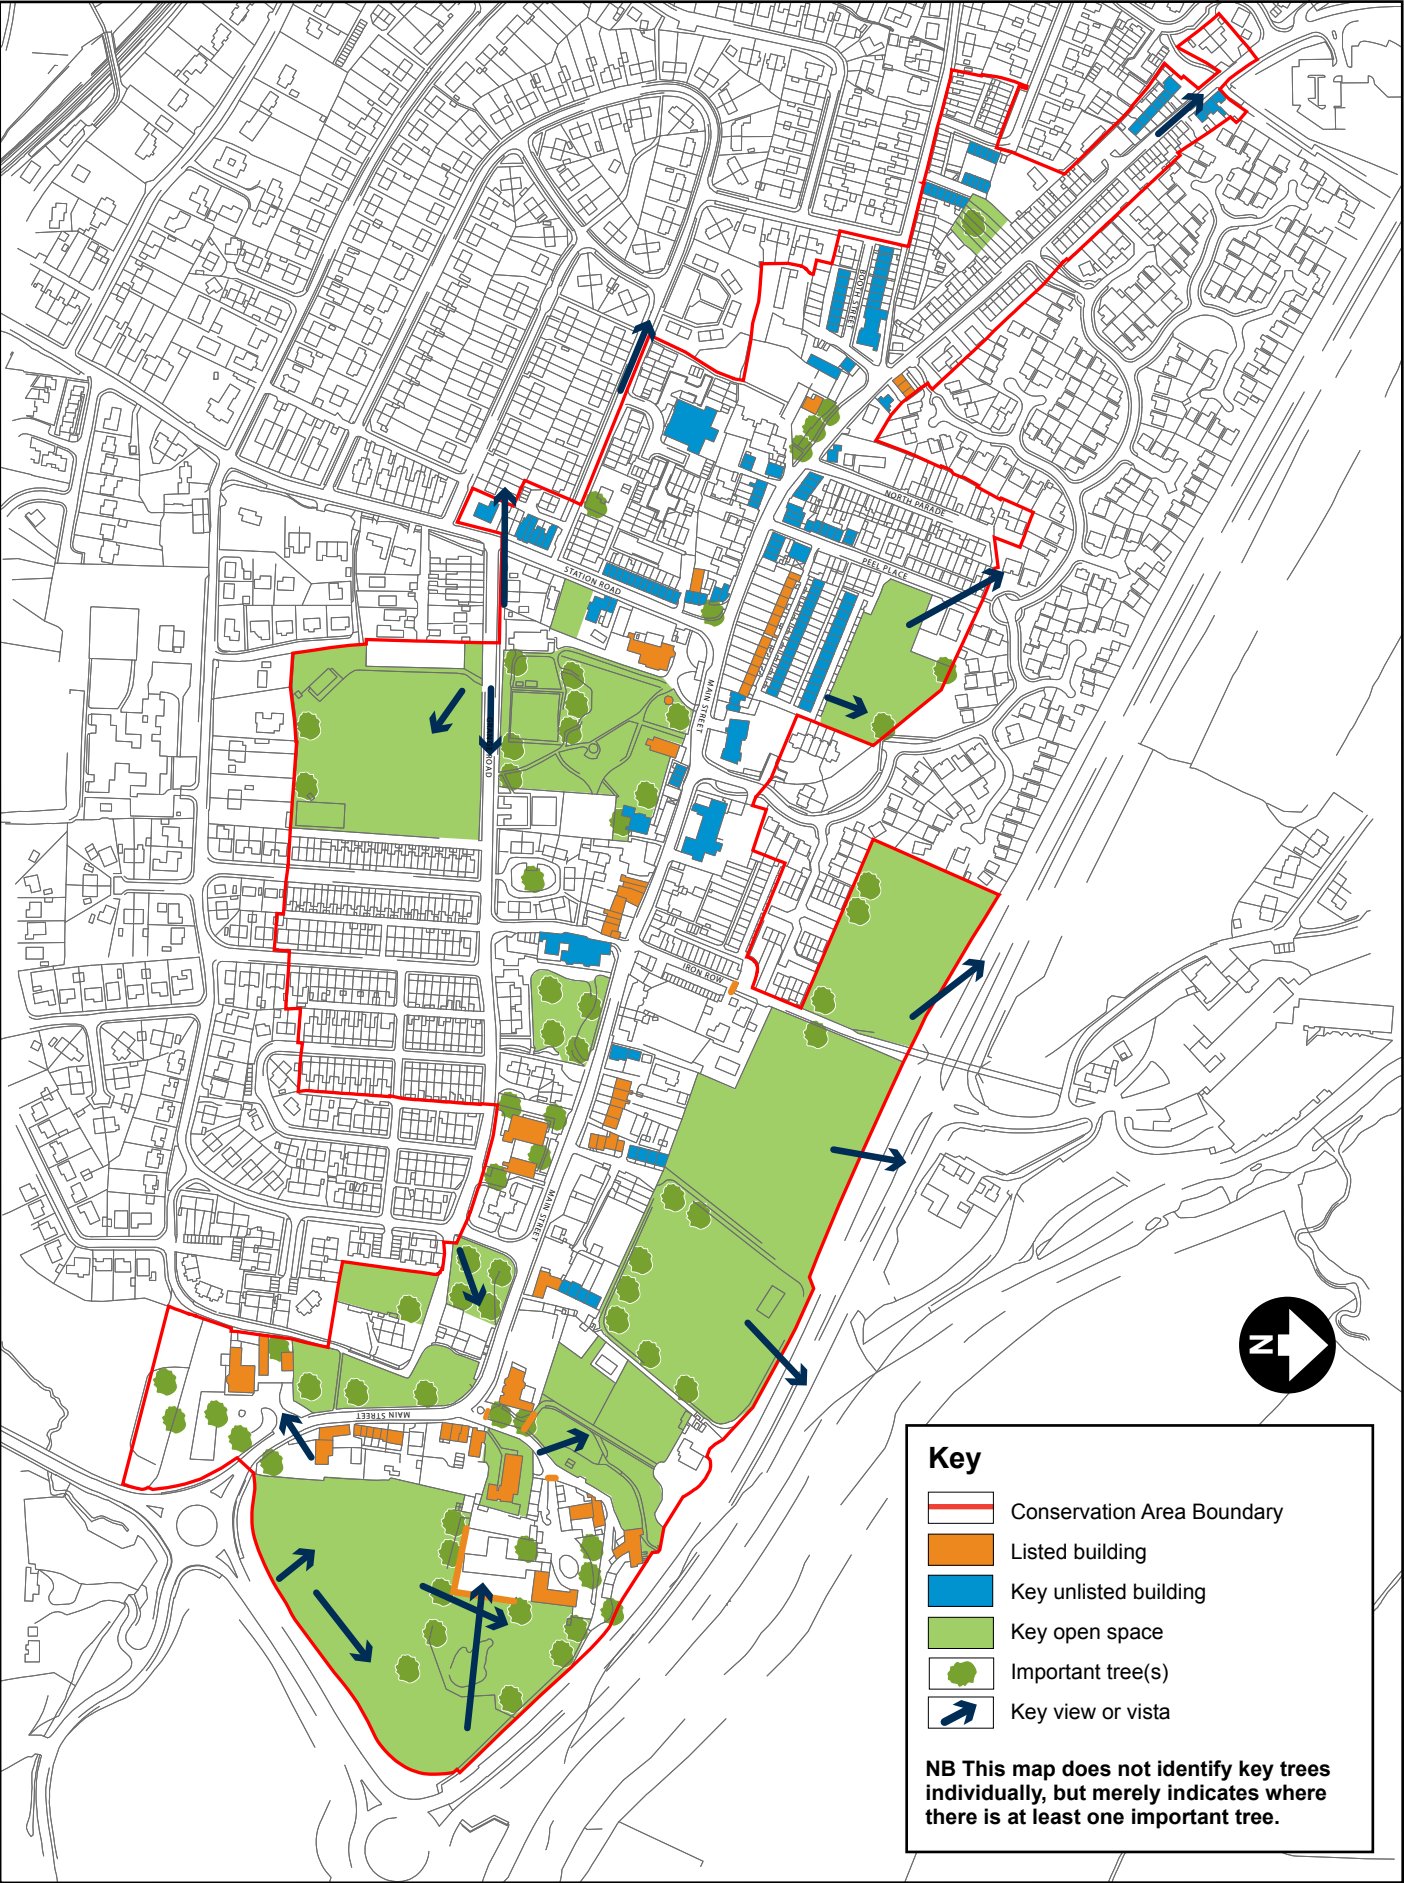 BOOTH STREET
NORTH PARADE
PEEL PLACE
STATION ROAD
MAIN STREET
ROAD
IRON ROW
MAIN STREET
MAIN STREET
N
Key
Conservation Area Boundary
Listed building
Key unlisted building
Key open space
Important tree(s)
Key view or vista
NB This map does not identify key trees
individually, but merely indicates where
there is at least one important tree.